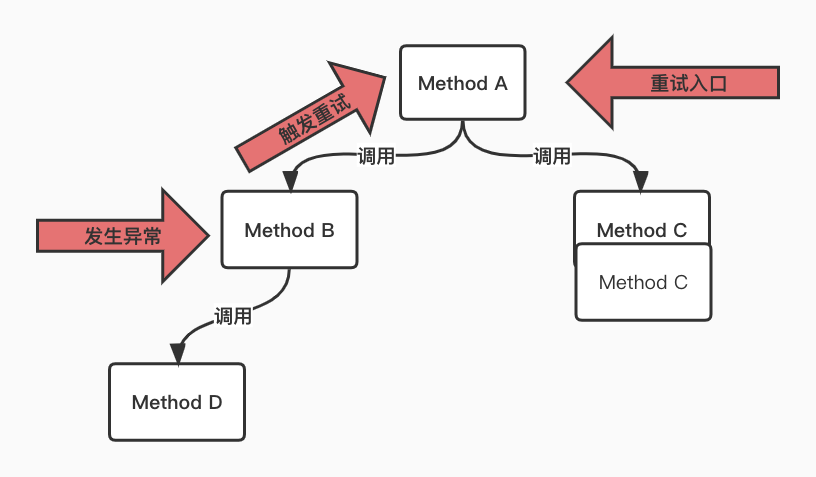 Method A
重试入口
触发重试
调用
调用
发生异常
Method B
Method C
Method C
调用
Method D